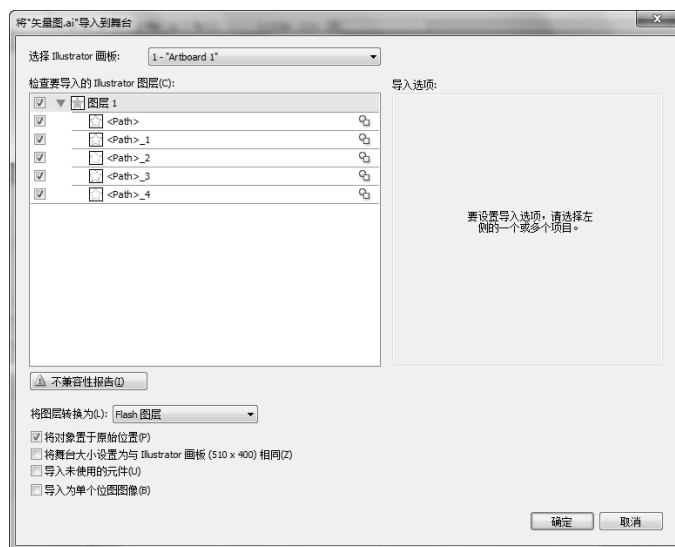 将"矢量图.ai"导入到舞台
选择 Illustrator 画板: 1 - "Artboard 1"
检查要导入的 Illustrator 图层(C):
导入选项:
图层 1
<Path>
<Path>_1
<Path>_2
<Path>_3
<Path>_4
要设置导入选项，请选择左
侧的一个或多个项目。
不兼容性报告(I)
将图层转换为(L): Flash 图层
将对象置于原始位置(P)
将舞台大小设置为与 Illustrator 画板 (510 x 400) 相同(Z)
导入未使用的元件(U)
导入为单个位图图像(B)
确定 取消